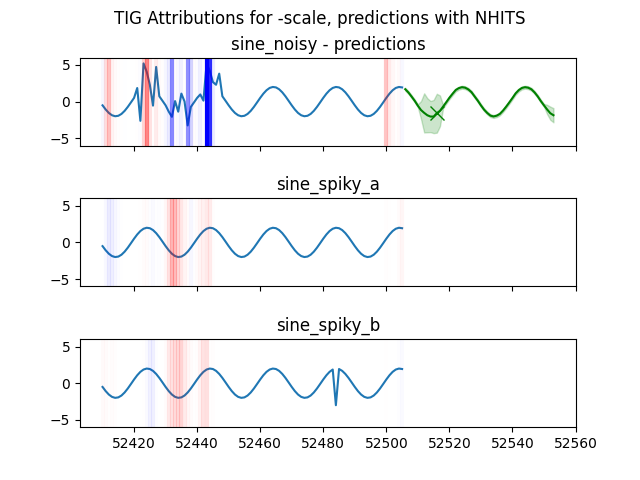 TIG Attributions for -scale, predictions with NHITS
sine_noisy - predictions
5
0
−5
sine_spiky_a
5
0
−5
sine_spiky_b
5
0
−5
52420 52440 52460 52480 52500 52520 52540 52560